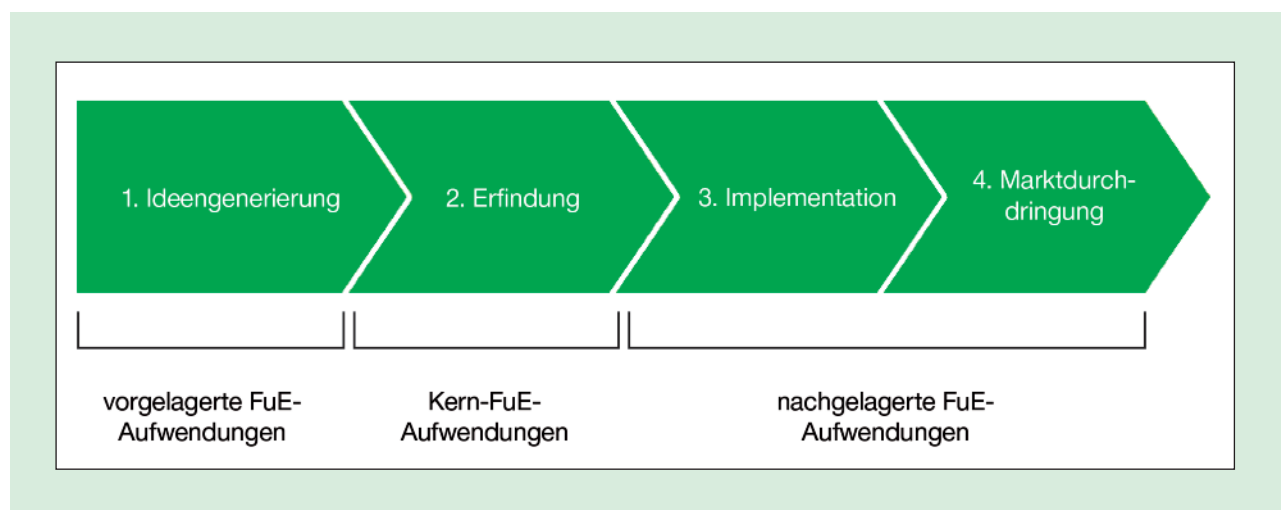 1. Ideengenerierung
2. Erfindung
3. Implementation
4. Marktdurch-
dringung
vorgelagerte FuE-
Aufwendungen
Kern-FuE-
Aufwendungen
nachgelagerte FuE-
Aufwendungen